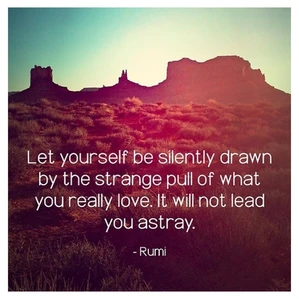 Let yourself be silently drawn
by the strange pull of what
you really love. It will not lead
you astray.
- Rumi